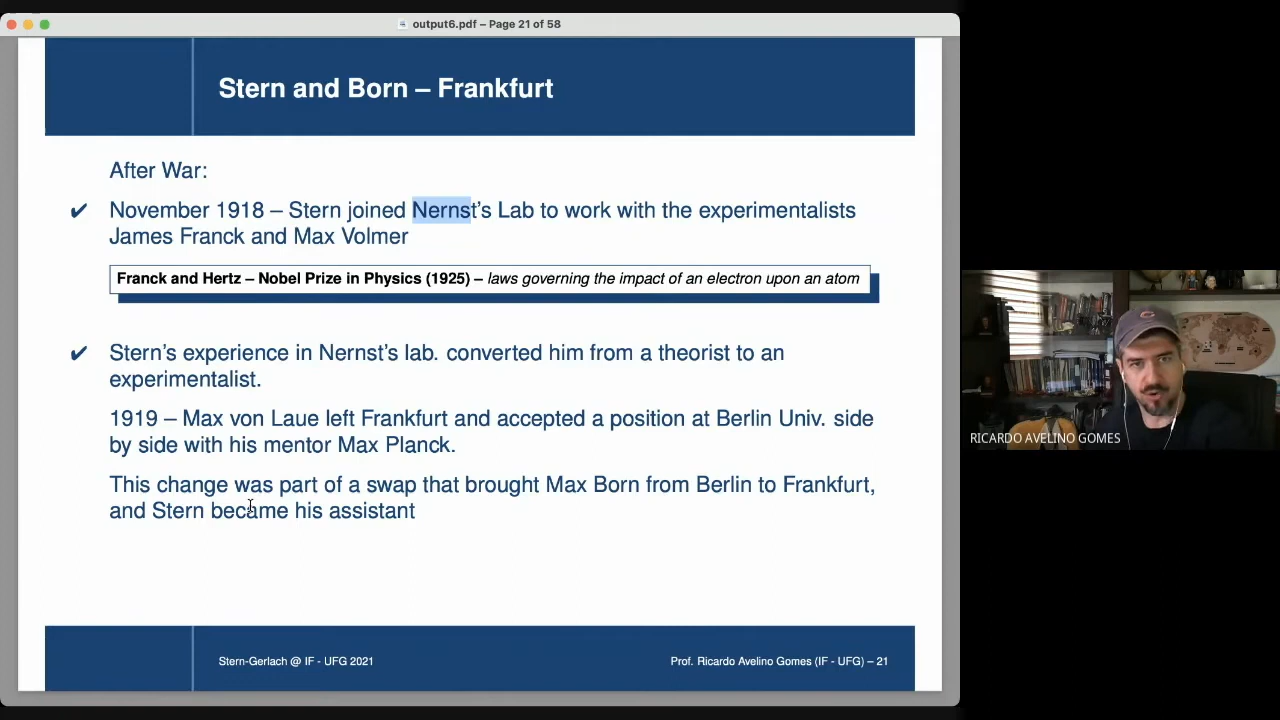 output6.pdf – Page 21 of 58
Stern and Born – Frankfurt
After War:
✔ November 1918 – Stern joined Nernst’s Lab to work with the experimentalists
James Franck and Max Volmer
Franck and Hertz – Nobel Prize in Physics (1925) – laws governing the impact of an electron upon an atom
✔ Stern’s experience in Nernst’s lab. converted him from a theorist to an
experimentalist.
1919 – Max von Laue left Frankfurt and accepted a position at Berlin Univ. side
by side with his mentor Max Planck.
This change was part of a swap that brought Max Born from Berlin to Frankfurt,
and Stern became his assistant
Stern-Gerlach @ IF - UFG 2021
Prof. Ricardo Avelino Gomes (IF - UFG) – 21
RICARDO AVELINO GOMES